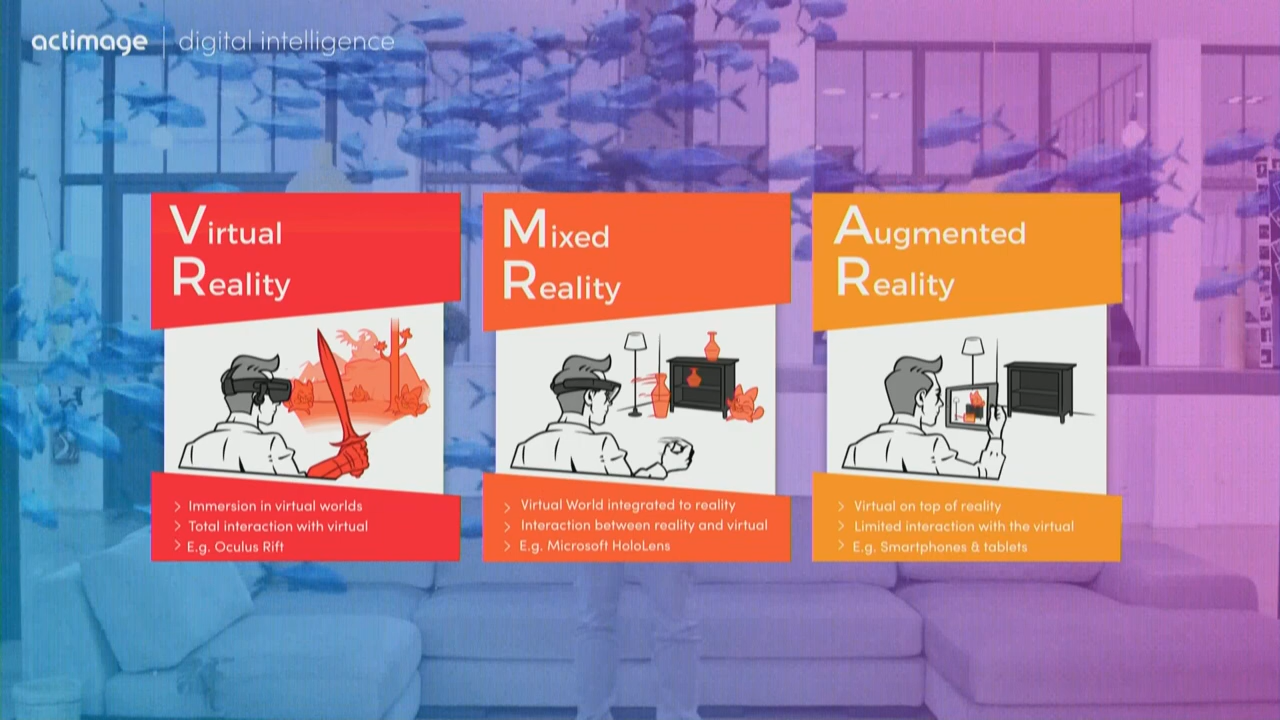 actimage | digital intelligence
Virtual
Reality
> Immersion in virtual worlds
> Total interaction with virtual
> E.g. Oculus Rift
Mixed
Reality
> Virtual World integrated to reality
> Interaction between reality and virtual
> E.g. Microsoft HoloLens
Augmented
Reality
> Virtual on top of reality
> Limited interaction with the virtual
> E.g. Smartphones & tablets